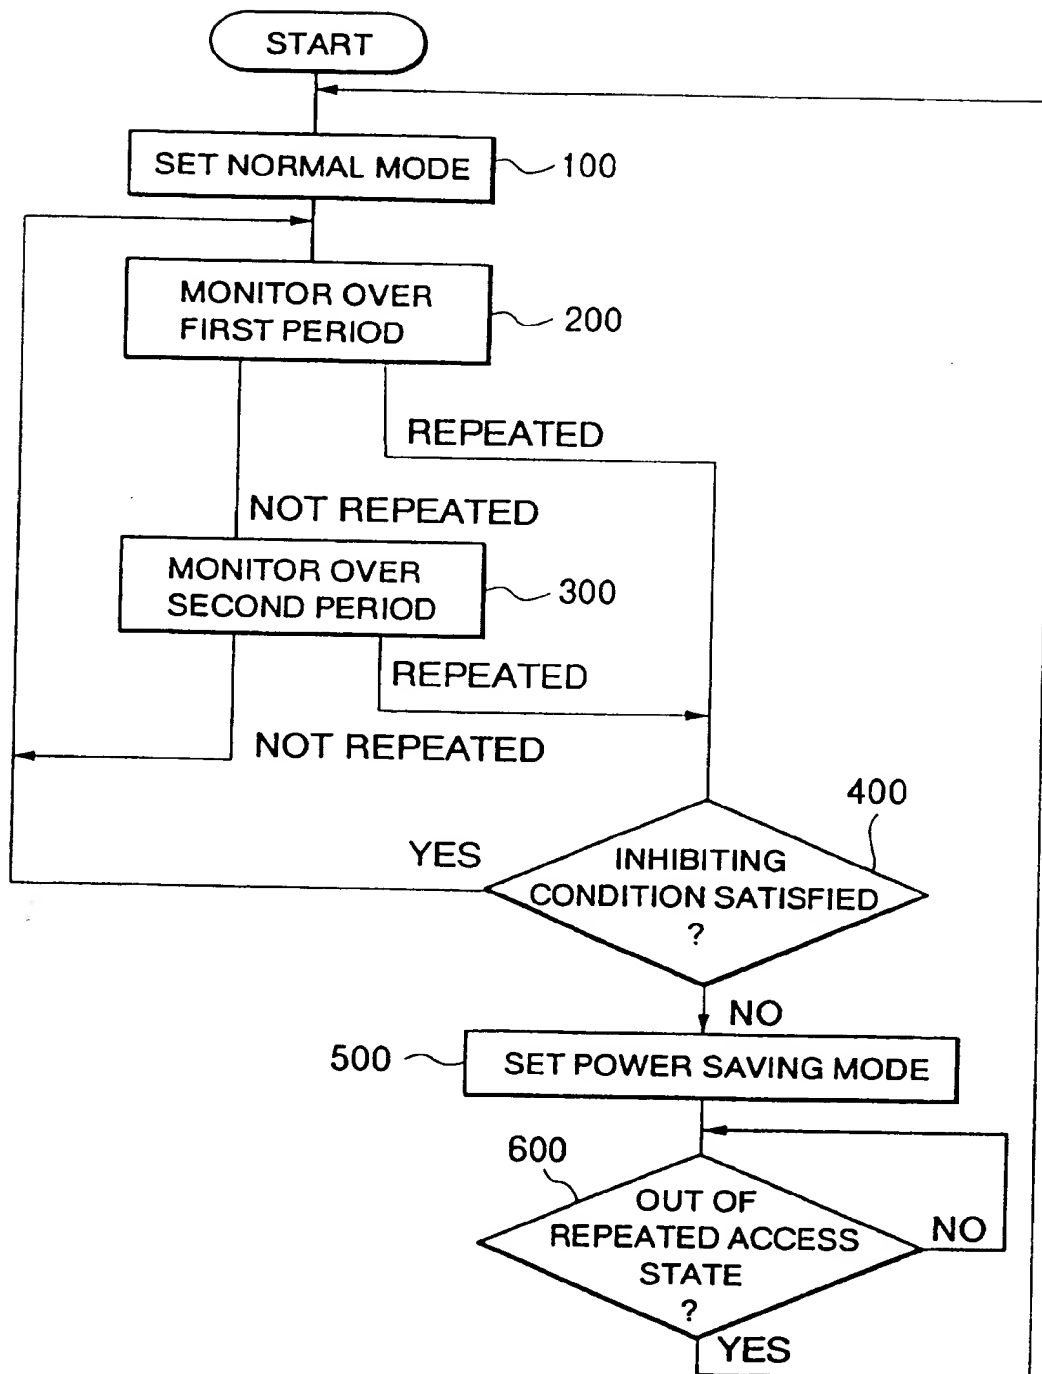 START
SET NORMAL MODE
100
MONITOR OVER
FIRST PERIOD
200
REPEATED
NOT REPEATED
MONITOR OVER
SECOND PERIOD
300
REPEATED
NOT REPEATED
400
YES
INHIBITING
CONDITION SATISFIED
?
NO
500
SET POWER SAVING MODE
600
OUT OF
REPEATED ACCESS
STATE
?
NO
YES